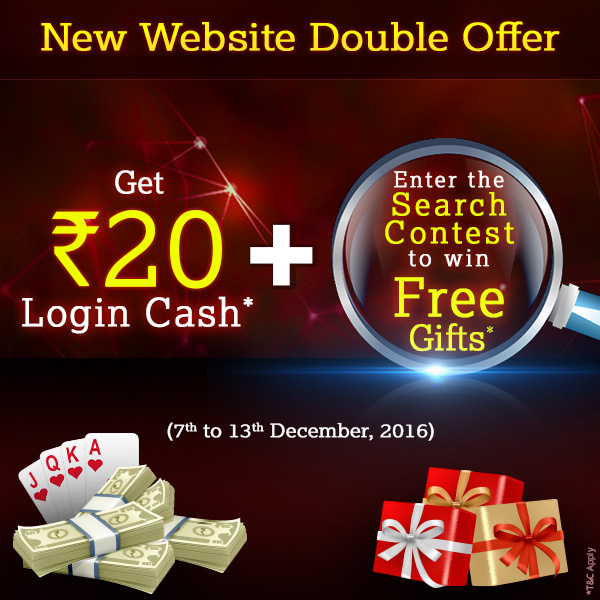 New Website Double Offer
Get
₹20
Login Cash*
+
Enter the
Search
Contest
to win
Free
Gifts*
(7th to 13th December, 2016)
J Q K A
*T&C Apply